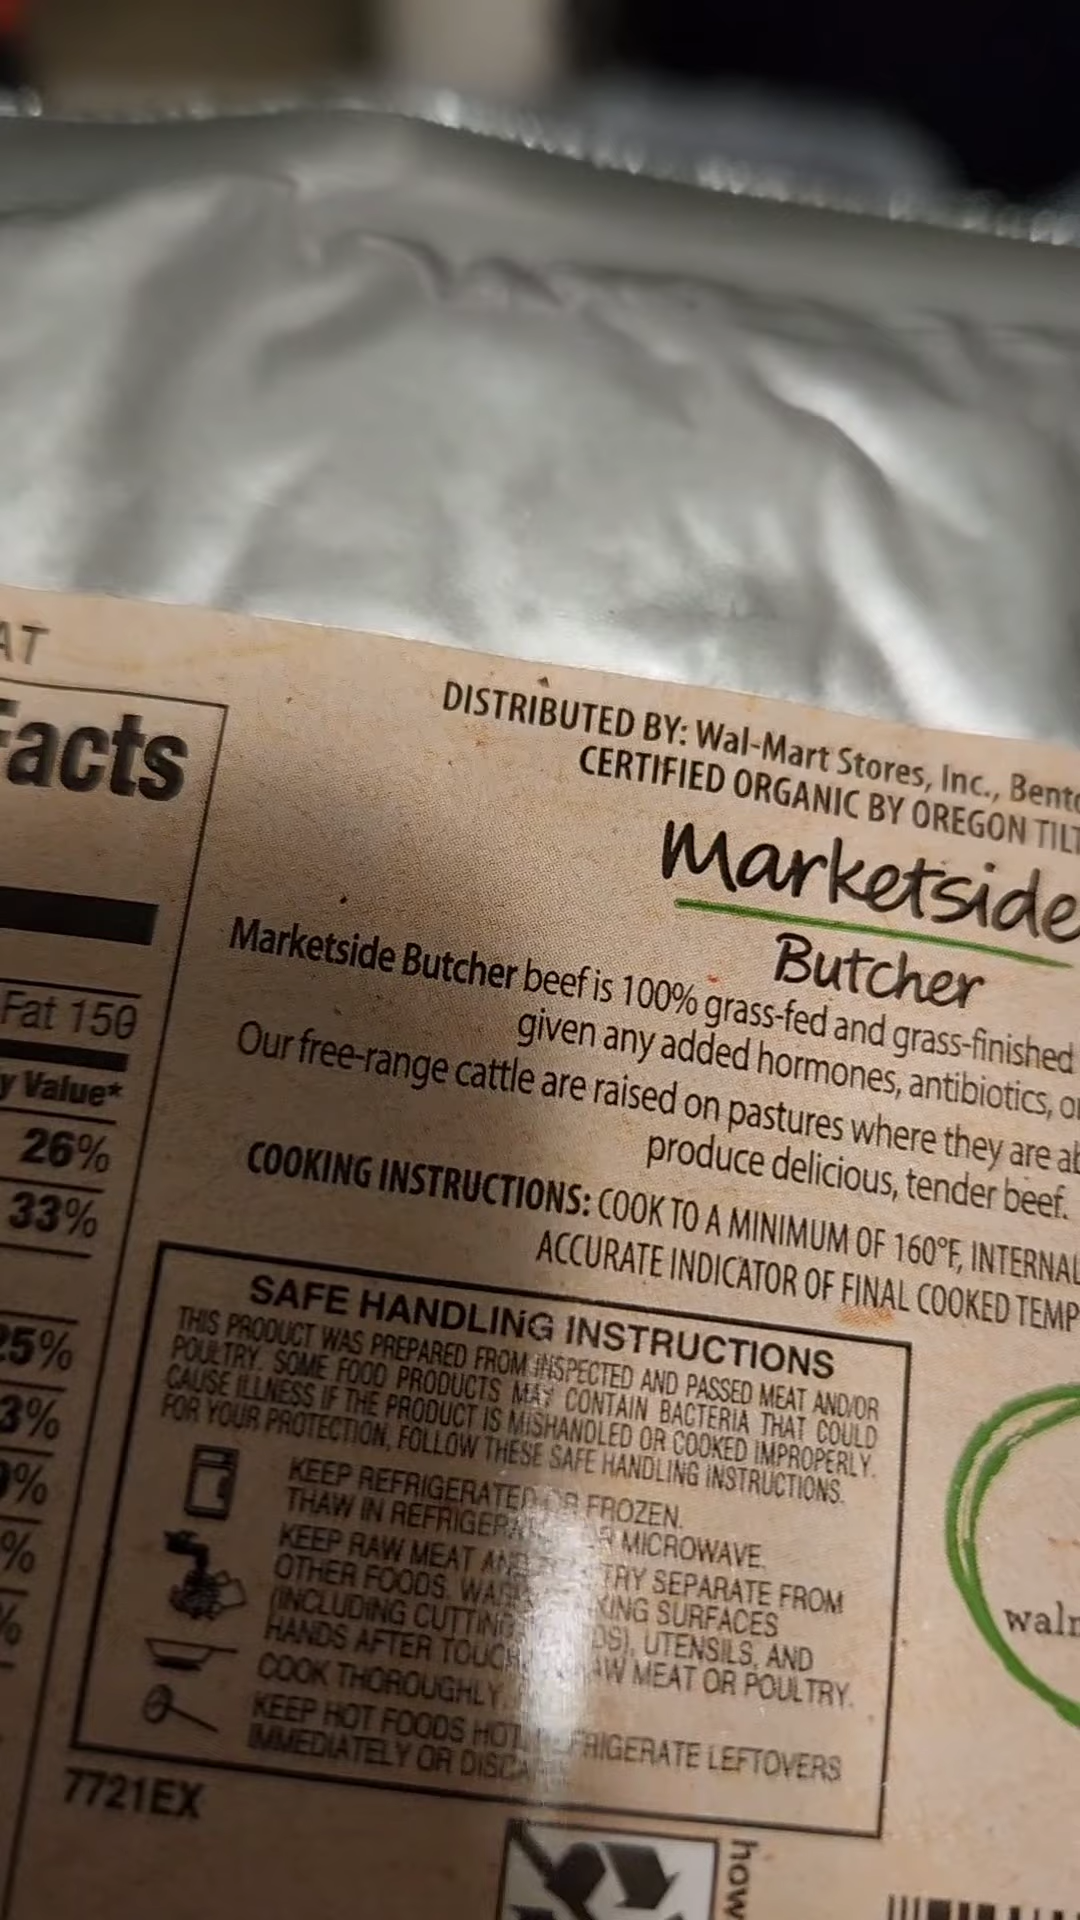 AT
Facts
Fat 150
y Value*
26%
33%
25%
3%
%
%
%
DISTRIBUTED BY: Wal-Mart Stores, Inc., Bento
CERTIFIED ORGANIC BY OREGON TILT
Marketside
Butcher
Marketside Butcher beef is 100% grass-fed and grass-finished
given any added hormones, antibiotics, or
Our free-range cattle are raised on pastures where they are ab
produce delicious, tender beef.
COOKING INSTRUCTIONS: COOK TO A MINIMUM OF 160°F, INTERNAL
ACCURATE INDICATOR OF FINAL COOKED TEMP
SAFE HANDLING INSTRUCTIONS
THIS PRODUCT WAS PREPARED FROM INSPECTED AND PASSED MEAT AND/OR
POULTRY. SOME FOOD PRODUCTS MAY CONTAIN BACTERIA THAT COULD
CAUSE ILLNESS IF THE PRODUCT IS MISHANDLED OR COOKED IMPROPERLY.
FOR YOUR PROTECTION, FOLLOW THESE SAFE HANDLING INSTRUCTIONS.
KEEP REFRIGERATED OR FROZEN.
THAW IN REFRIGERATOR OR MICROWAVE.
KEEP RAW MEAT AND POULTRY SEPARATE FROM
OTHER FOODS. WASH WORKING SURFACES
(INCLUDING CUTTING BOARDS), UTENSILS, AND
HANDS AFTER TOUCHING RAW MEAT OR POULTRY.
COOK THOROUGHLY.
KEEP HOT FOODS HOT. REFRIGERATE LEFTOVERS
IMMEDIATELY OR DISCARD.
7721EX
how
waln